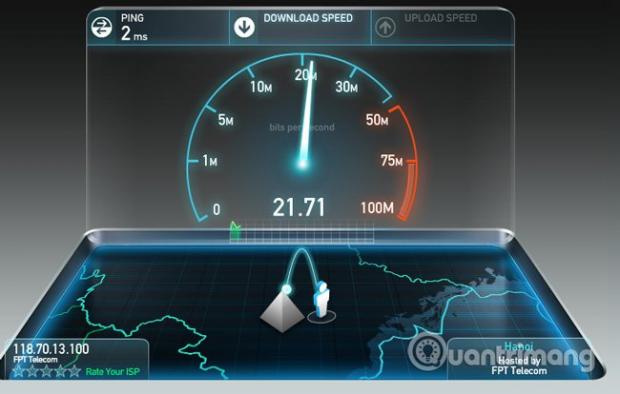 PING
2 ms
DOWNLOAD SPEED
UPLOAD SPEED
0
1M
5M
10M
20M
30M
50M
75M
100M
bits per second
21.71
118.70.13.100
FPT Telecom
Rate Your ISP
Hanoi
Hosted by
FPT Telecom
Quantrimang